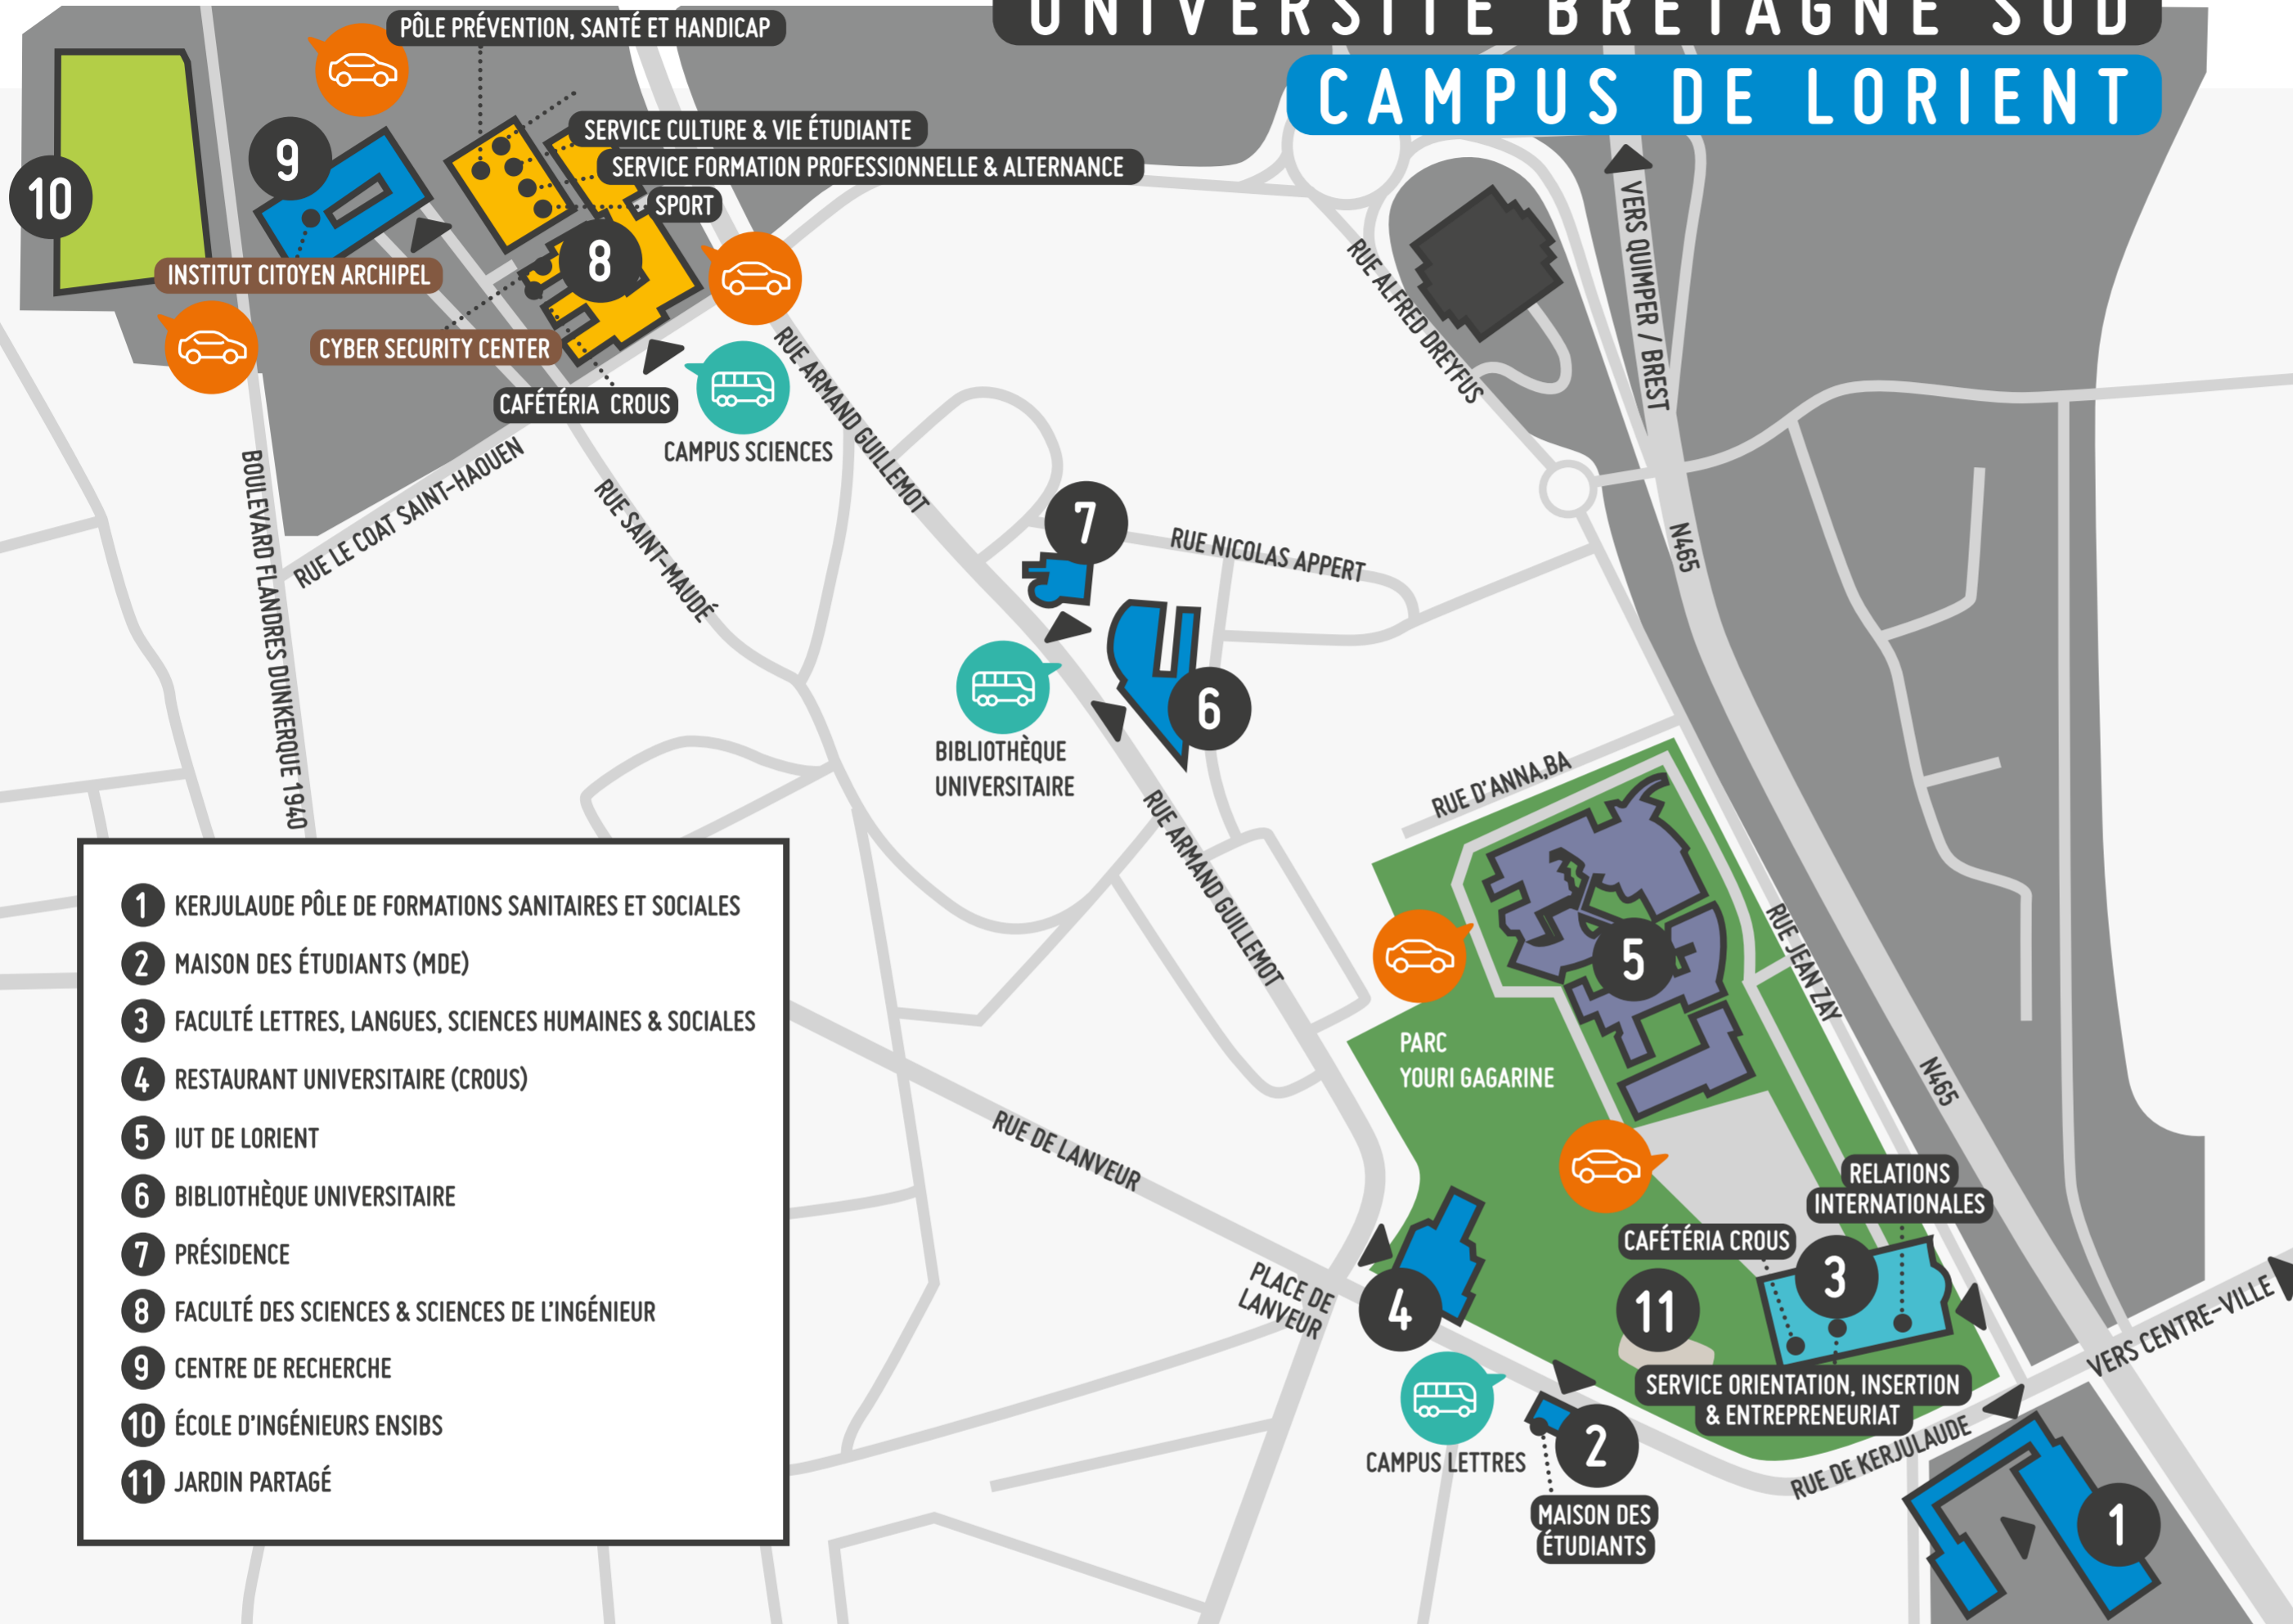 UNIVERSITÉ BRETAGNE SUD
CAMPUS DE LORIENT
PÔLE PRÉVENTION, SANTÉ ET HANDICAP
SERVICE CULTURE & VIE ÉTUDIANTE
SERVICE FORMATION PROFESSIONNELLE & ALTERNANCE
SPORT
9
10
8
INSTITUT CITOYEN ARCHIPEL
CYBER SECURITY CENTER
CAFÉTÉRIA CROUS
CAMPUS SCIENCES
RUE ARMAND GUILLEMOT
RUE ALFRED DREYFUS
VERS QUIMPER / BREST
BOULEVARD FLANDRES DUNKERQUE 1940
RUE LE COAT SAINT-HAOUEN
RUE SAINT-MAUDÉ
7
RUE NICOLAS APPERT
N465
6
BIBLIOTHÈQUE
UNIVERSITAIRE
RUE ARMAND GUILLEMOT
RUE D'ANNA,BA
5
RUE JEAN ZAY
PARC
YOURI GAGARINE
N465
RUE DE LANVEUR
RELATIONS
INTERNATIONALES
CAFÉTÉRIA CROUS
3
PLACE DE
LANVEUR
4
11
VERS CENTRE-VILLE
SERVICE ORIENTATION, INSERTION
& ENTREPRENEURIAT
CAMPUS LETTRES
2
RUE DE KERJULAUDE
MAISON DES
ÉTUDIANTS
1
1 KERJULAUDE PÔLE DE FORMATIONS SANITAIRES ET SOCIALES
2 MAISON DES ÉTUDIANTS (MDE)
3 FACULTÉ LETTRES, LANGUES, SCIENCES HUMAINES & SOCIALES
4 RESTAURANT UNIVERSITAIRE (CROUS)
5 IUT DE LORIENT
6 BIBLIOTHÈQUE UNIVERSITAIRE
7 PRÉSIDENCE
8 FACULTÉ DES SCIENCES & SCIENCES DE L'INGÉNIEUR
9 CENTRE DE RECHERCHE
10 ÉCOLE D'INGÉNIEURS ENSIBS
11 JARDIN PARTAGÉ